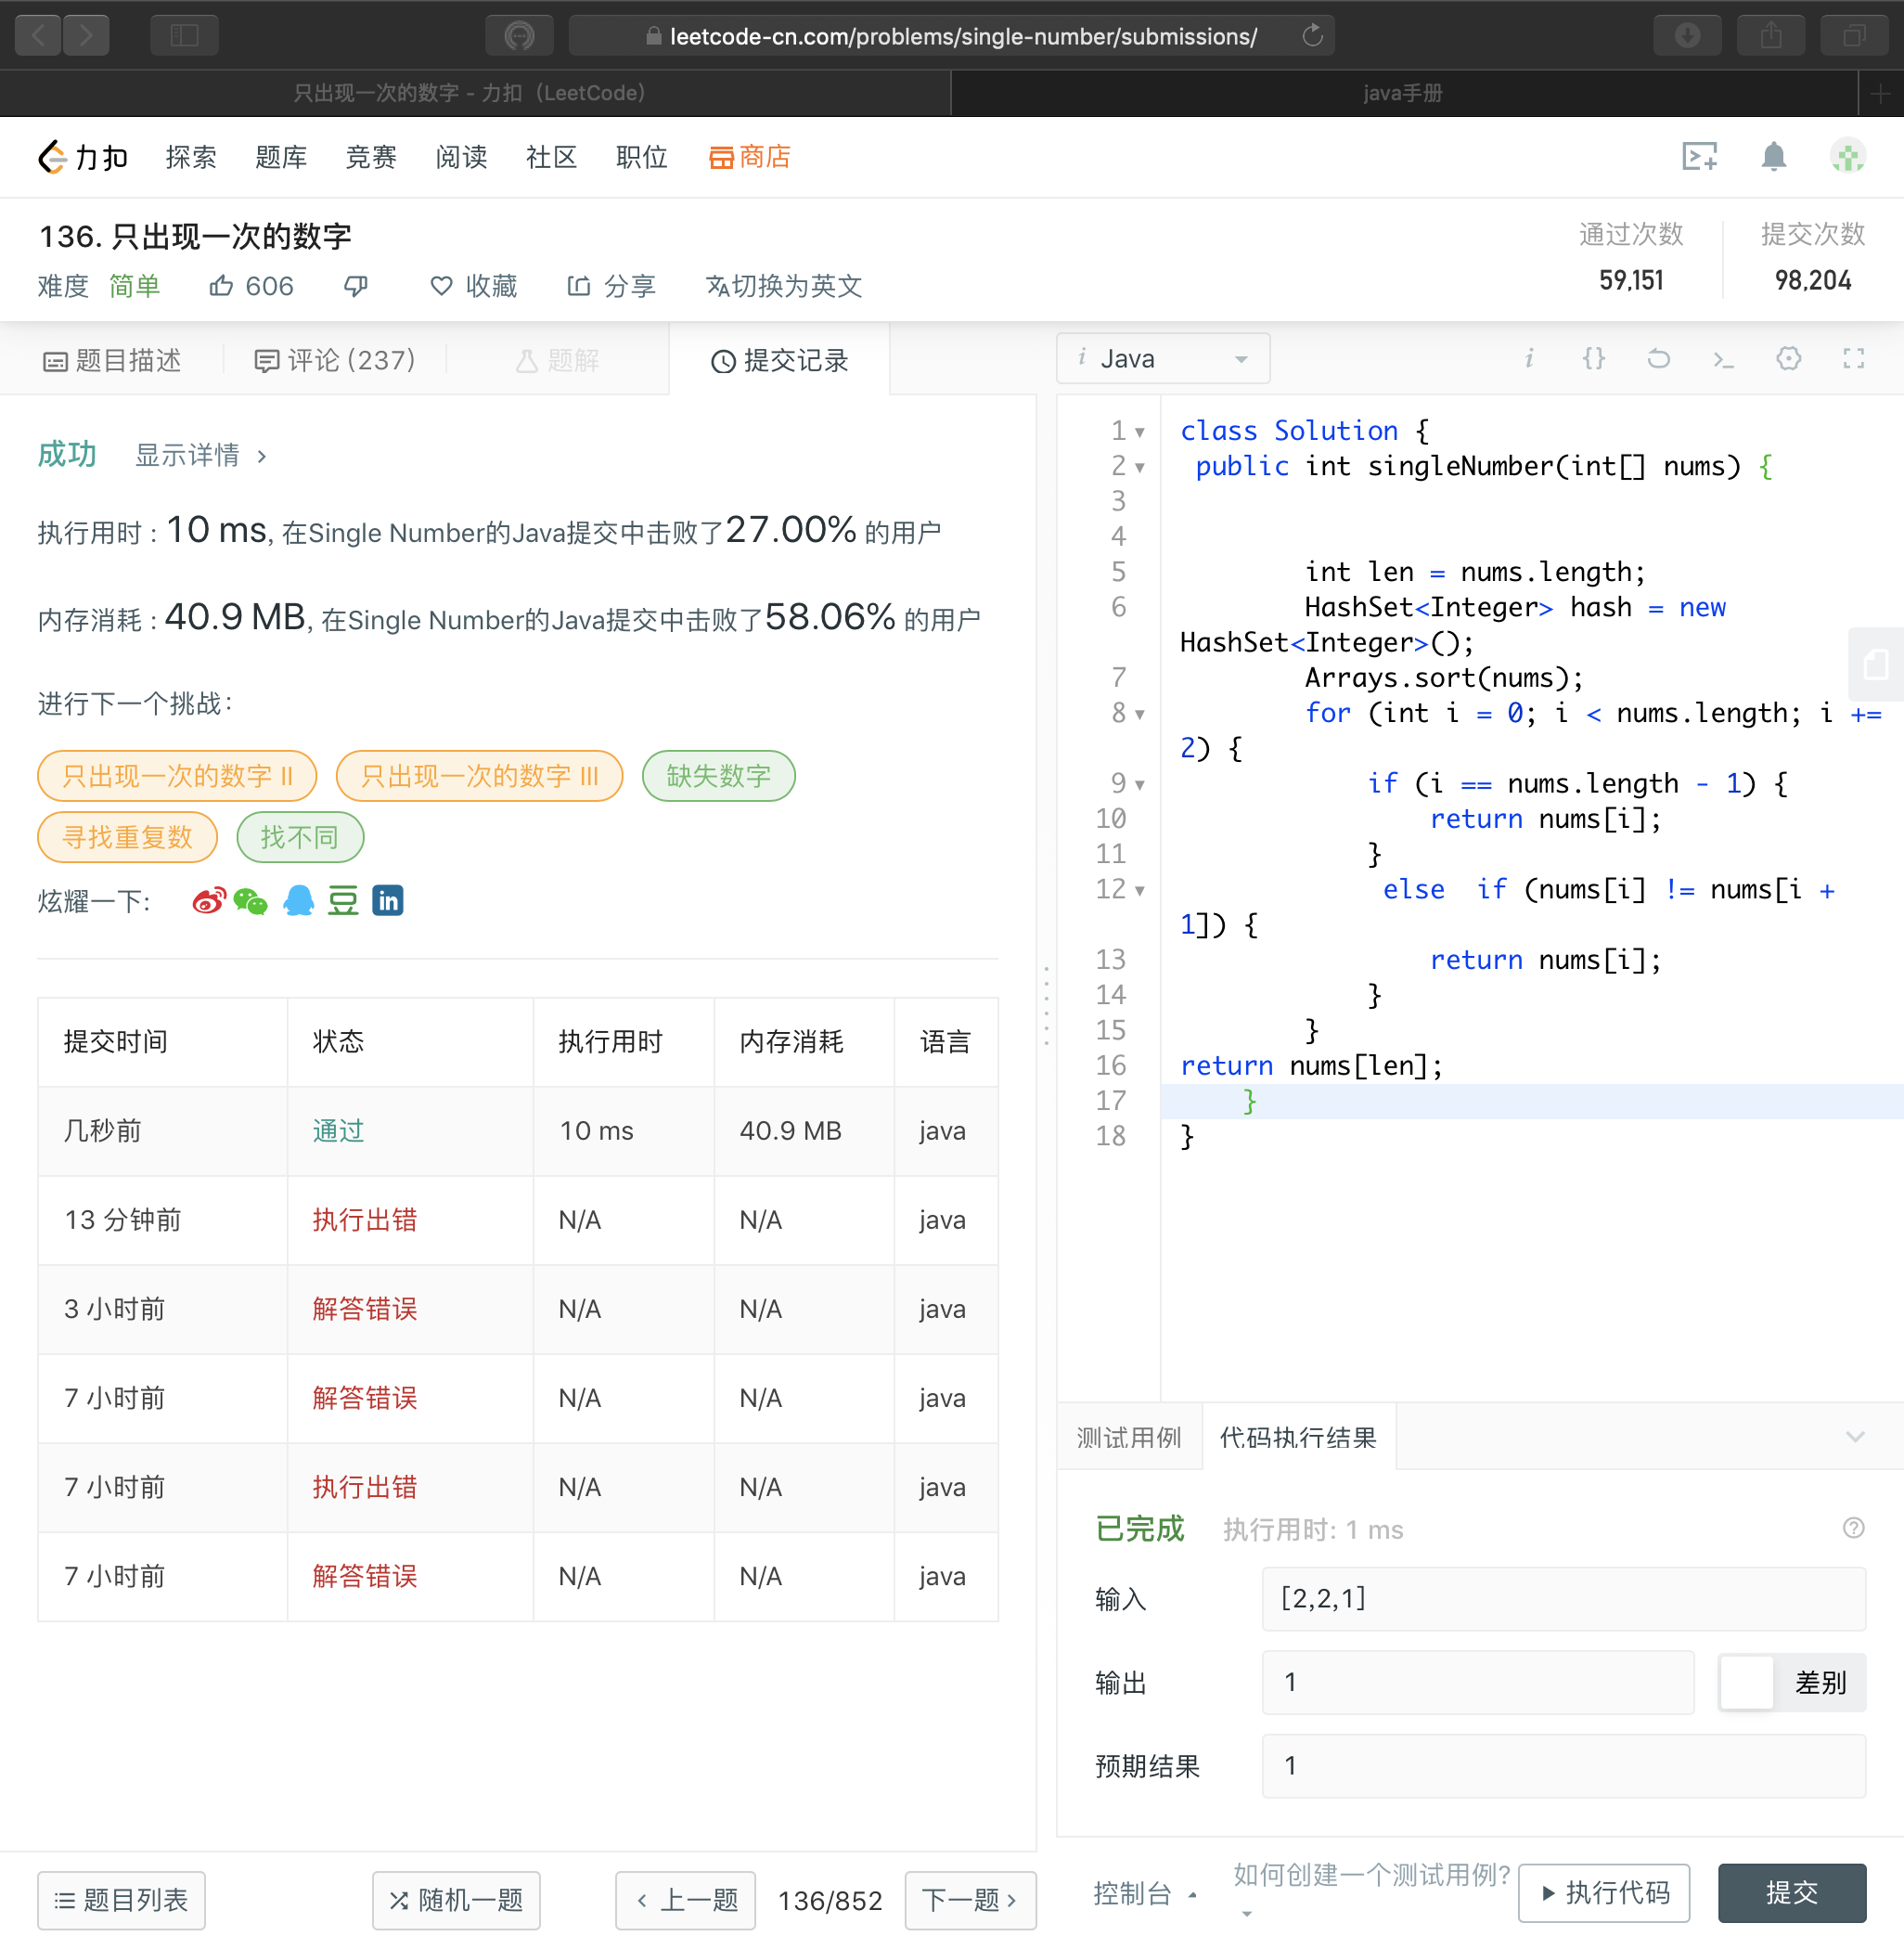 leetcode-cn.com/problems/single-number/submissions/
只出现一次的数字 - 力扣（LeetCode）
java手册
力扣 探索 题库 竞赛 阅读 社区 职位 商店
136. 只出现一次的数字
难度 简单 606 收藏 分享 切换为英文
通过次数 提交次数
59,151 98,204
题目描述 评论 (237) 题解 提交记录
成功 显示详情 >
执行用时 : 10 ms, 在Single Number的Java提交中击败了27.00% 的用户
内存消耗 : 40.9 MB, 在Single Number的Java提交中击败了58.06% 的用户
进行下一个挑战：
只出现一次的数字 II 只出现一次的数字 III 缺失数字
寻找重复数 找不同
炫耀一下:
豆 in
提交时间 状态 执行用时 内存消耗 语言
几秒前 通过 10 ms 40.9 MB java
13 分钟前 执行出错 N/A N/A java
3 小时前 解答错误 N/A N/A java
7 小时前 解答错误 N/A N/A java
7 小时前 执行出错 N/A N/A java
7 小时前 解答错误 N/A N/A java
题目列表 随机一题 上一题 136/852 下一题
i Java
i {}
1 class Solution {
2 public int singleNumber(int[] nums) {
3
4
5 int len = nums.length;
6 HashSet<Integer> hash = new
HashSet<Integer>();
7 Arrays.sort(nums);
8 for (int i = 0; i < nums.length; i +=
2) {
9 if (i == nums.length - 1) {
10 return nums[i];
11 }
12 else  if (nums[i] != nums[i +
1]) {
13 return nums[i];
14 }
15 }
16 return nums[len];
17 }
18 }
测试用例 代码执行结果
已完成 执行用时: 1 ms
输入 [2,2,1]
输出 1 差别
预期结果 1
控制台 如何创建一个测试用例? 执行代码 提交